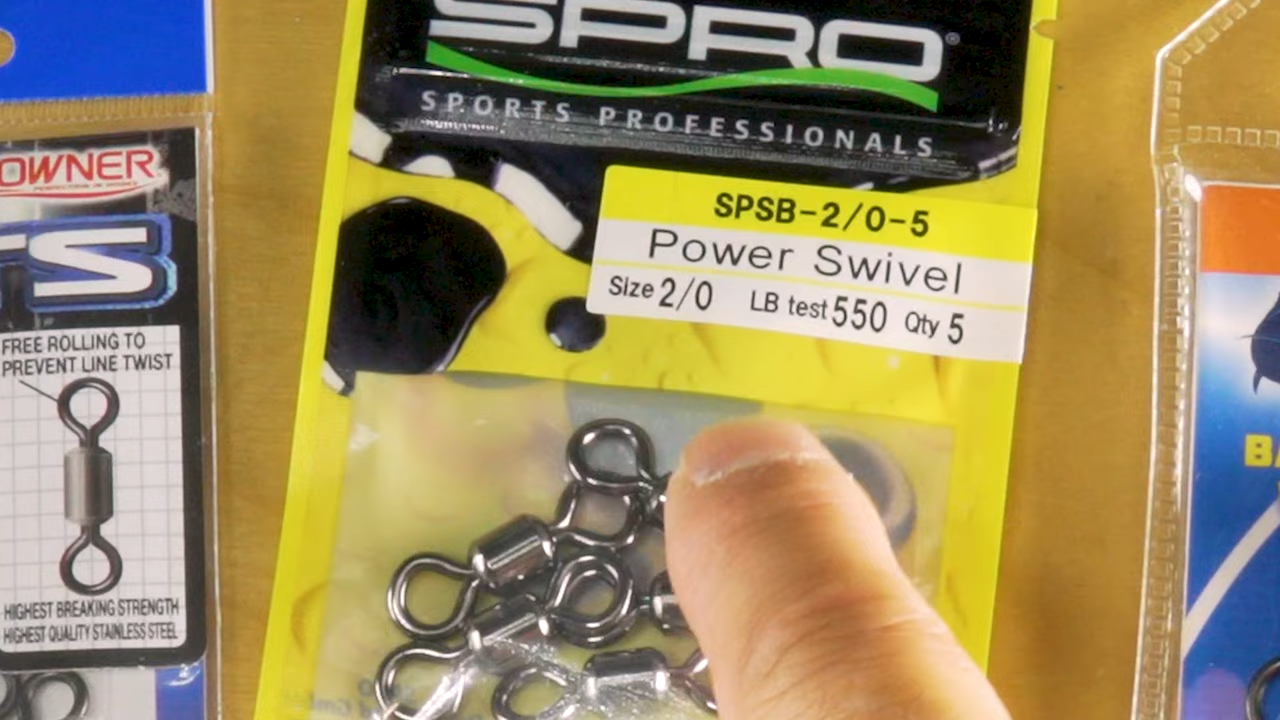 SPRO®
SPORTS PROFESSIONALS
SPSB-2/0-5
Power Swivel
Size 2/0 LB test 550 Qty 5
OWNER
FREE ROLLING TO
PREVENT LINE TWIST
HIGHEST BREAKING STRENGTH
HIGHEST QUALITY STAINLESS STEEL